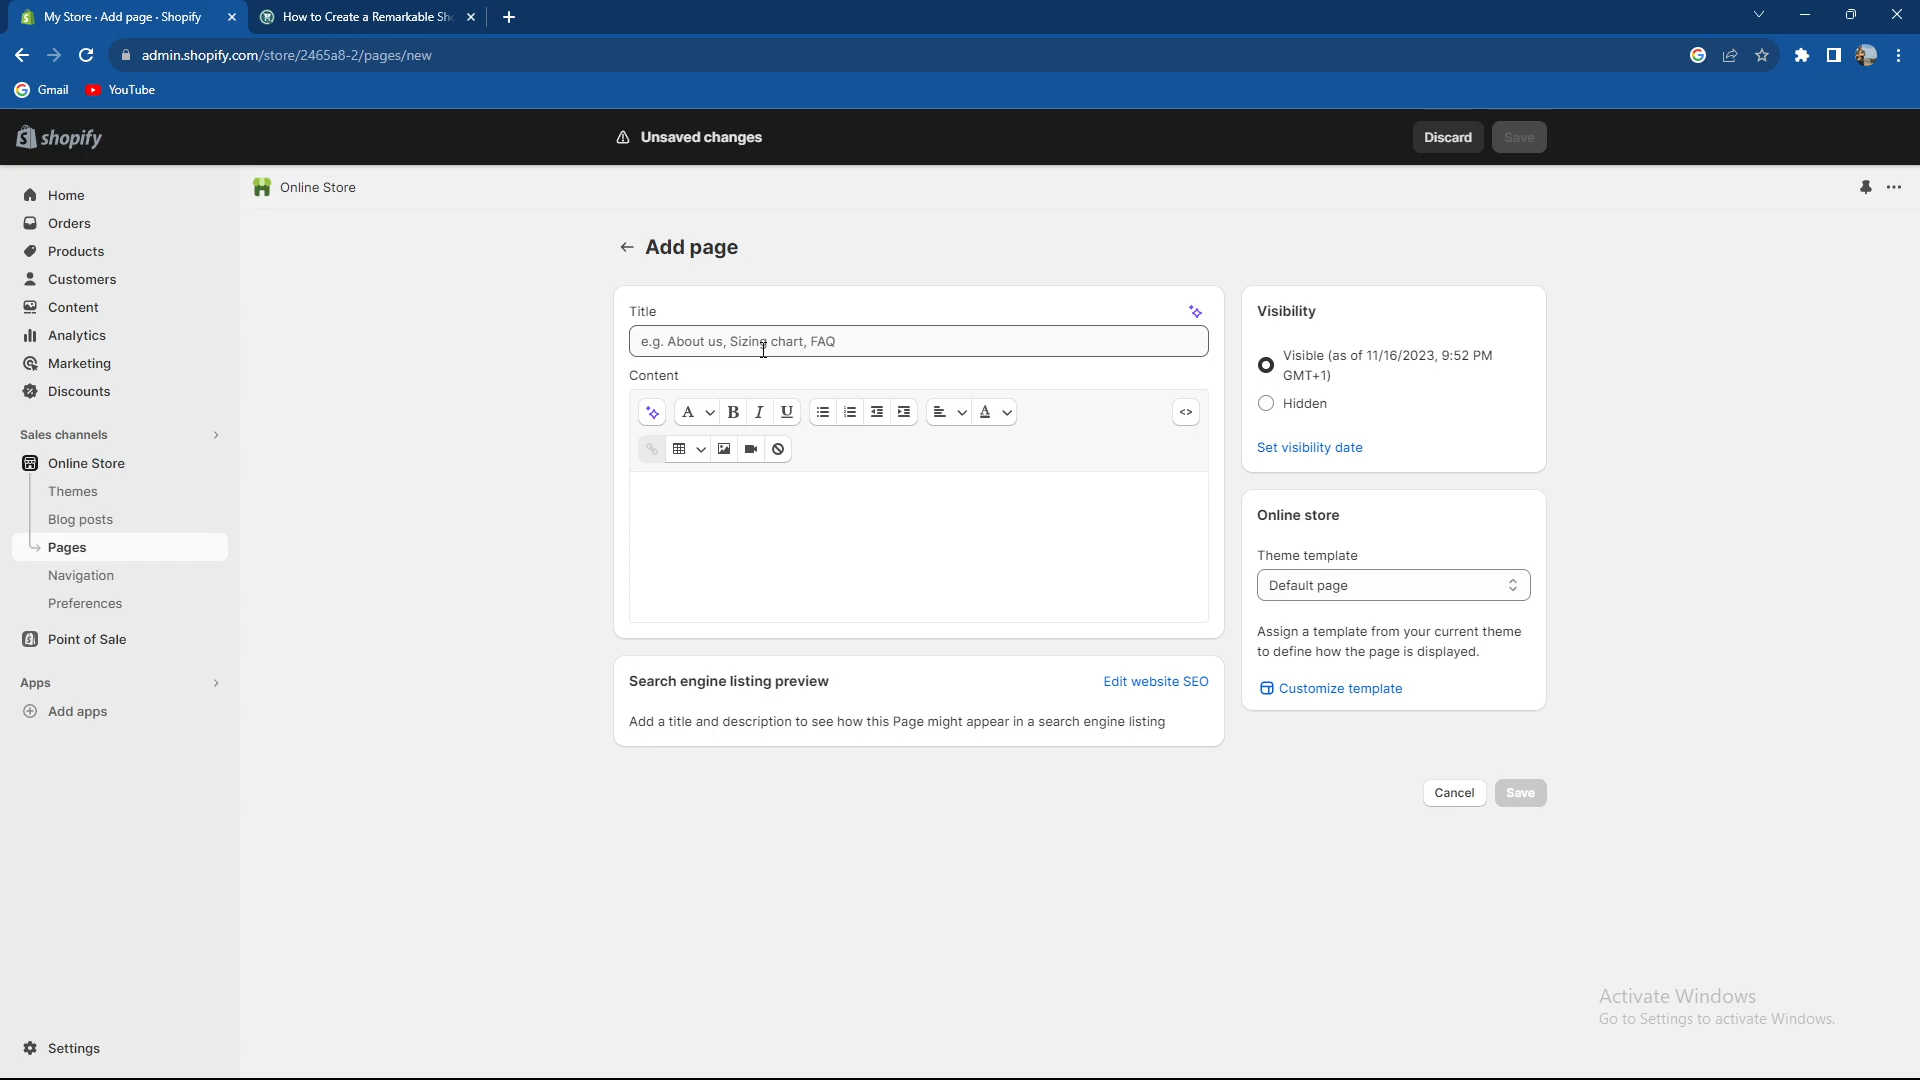 My Store · Add page · Shopify
How to Create a Remarkable Sh
admin.shopify.com/store/2465a8-2/pages/new
Gmail
YouTube
shopify
Unsaved changes
Discard
Save
Home
Orders
Products
Customers
Content
Analytics
Marketing
Discounts
Sales channels
Online Store
Themes
Blog posts
Pages
Navigation
Preferences
Point of Sale
Apps
Add apps
Settings
Online Store
Add page
Title
e.g. About us, Sizing chart, FAQ
Content
A
B
I
U
A
<>
Search engine listing preview
Edit website SEO
Add a title and description to see how this Page might appear in a search engine listing
Visibility
Visible (as of 11/16/2023, 9:52 PM
GMT+1)
Hidden
Set visibility date
Online store
Theme template
Default page
Assign a template from your current theme
to define how the page is displayed.
Customize template
Cancel
Save
Activate Windows
Go to Settings to activate Windows.